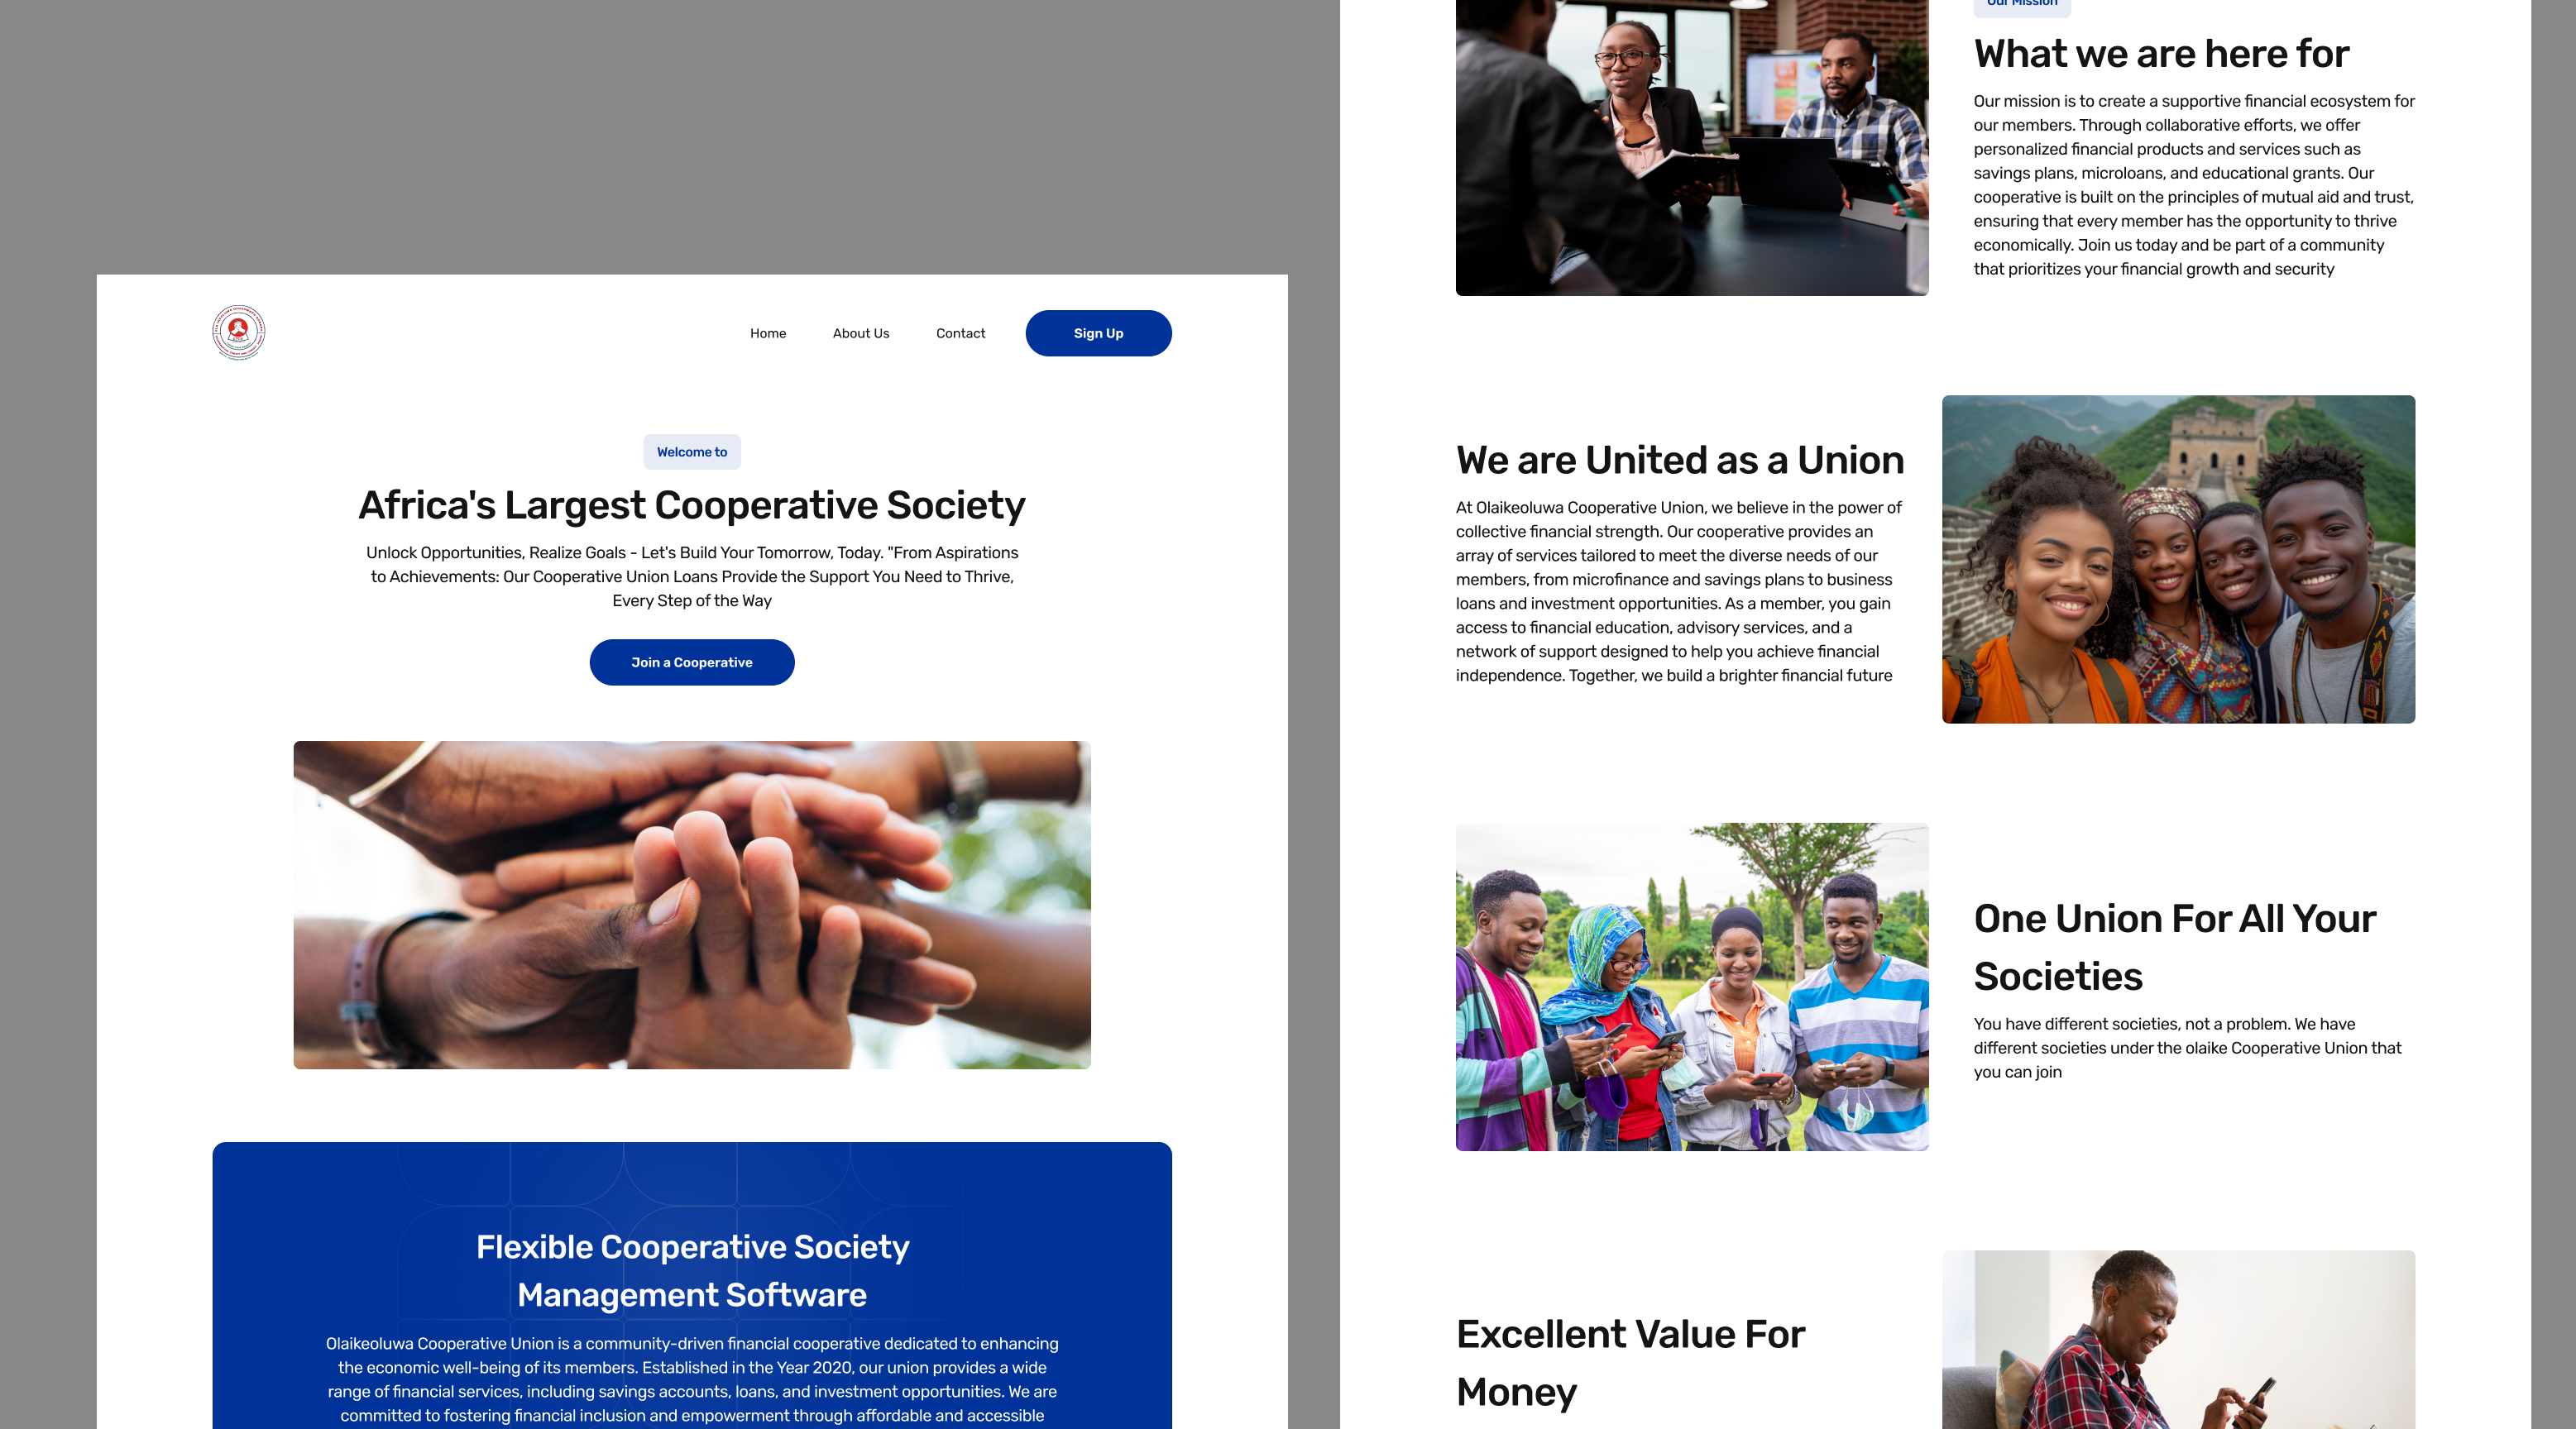 Home
About Us
Contact
Sign Up
Welcome to
Africa's Largest Cooperative Society
Unlock Opportunities, Realize Goals - Let's Build Your Tomorrow, Today. "From Aspirations
to Achievements: Our Cooperative Union Loans Provide the Support You Need to Thrive,
Every Step of the Way
Join a Cooperative
Flexible Cooperative Society
Management Software
Olaikeoluwa Cooperative Union is a community-driven financial cooperative dedicated to enhancing
the economic well-being of its members. Established in the Year 2020, our union provides a wide
range of financial services, including savings accounts, loans, and investment opportunities. We are
committed to fostering financial inclusion and empowerment through affordable and accessible
Our Mission
What we are here for
Our mission is to create a supportive financial ecosystem for
our members. Through collaborative efforts, we offer
personalized financial products and services such as
savings plans, microloans, and educational grants. Our
cooperative is built on the principles of mutual aid and trust,
ensuring that every member has the opportunity to thrive
economically. Join us today and be part of a community
that prioritizes your financial growth and security
We are United as a Union
At Olaikeoluwa Cooperative Union, we believe in the power of
collective financial strength. Our cooperative provides an
array of services tailored to meet the diverse needs of our
members, from microfinance and savings plans to business
loans and investment opportunities. As a member, you gain
access to financial education, advisory services, and a
network of support designed to help you achieve financial
independence. Together, we build a brighter financial future
One Union For All Your
Societies
You have different societies, not a problem. We have
different societies under the olaike Cooperative Union that
you can join
Excellent Value For
Money